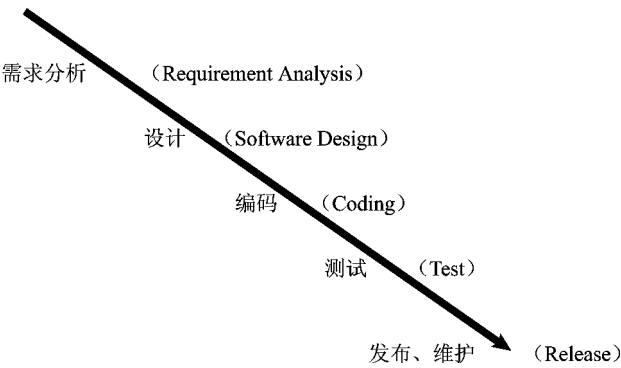 需求分析 （Requirement Analysis）
设计 （Software Design）
编码 （Coding）
测试 （Test）
发布、维护 （Release）